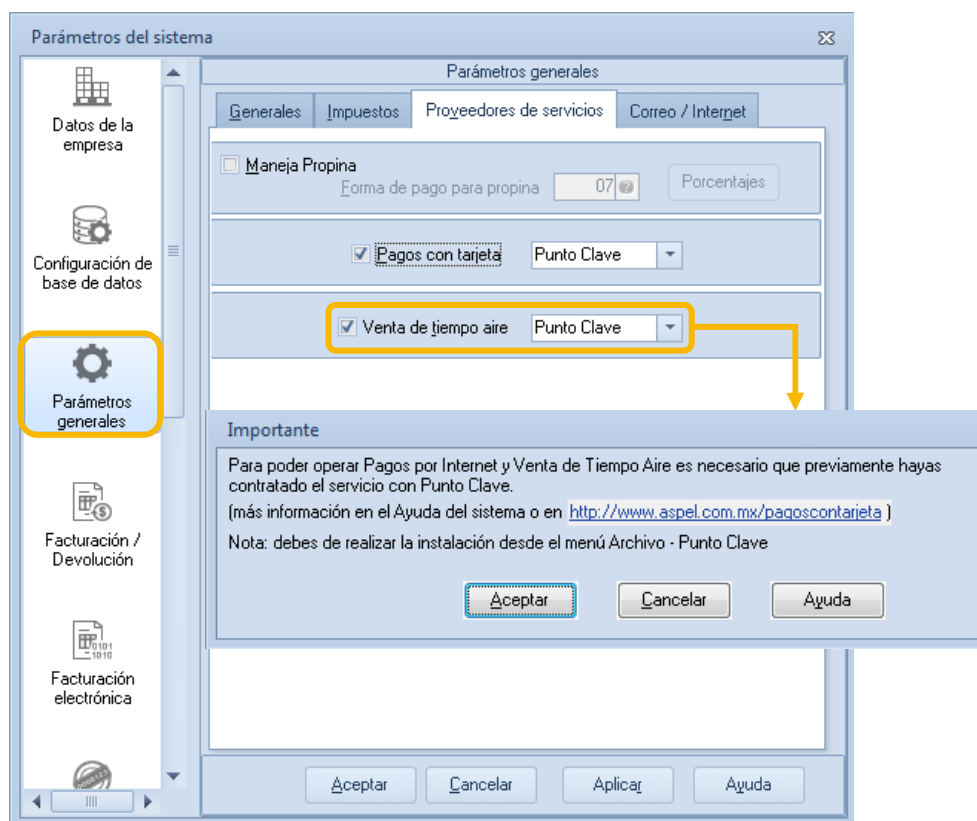 Parámetros del sistema
Datos de la
empresa
Configuración de
base de datos
Parámetros
generales
Facturación /
Devolución
0101
1010
Facturación
electrónica
Parámetros generales
Generales
Impuestos
Proveedores de servicios
Correo / Internet
Maneja Propina
Forma de pago para propina
07
Porcentajes
Pagos con tarjeta
Punto Clave
Venta de tiempo aire
Punto Clave
Importante
Para poder operar Pagos por Internet y Venta de Tiempo Aire es necesario que previamente hayas
contratado el servicio con Punto Clave.
(más información en el Ayuda del sistema o en http://www.aspel.com.mx/pagoscontarjeta )
Nota: debes de realizar la instalación desde el menú Archivo - Punto Clave
Aceptar
Cancelar
Ayuda
Aceptar
Cancelar
Aplicar
Ayuda